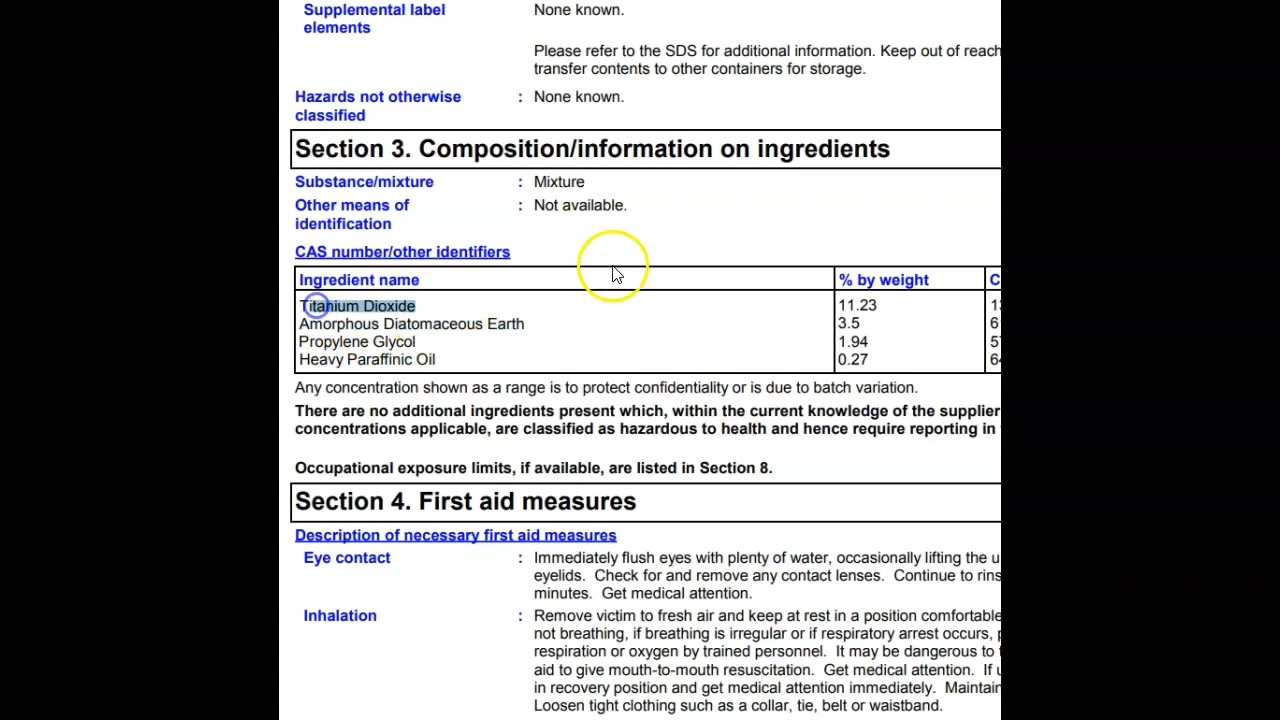 Supplemental label elements : None known.
Please refer to the SDS for additional information. Keep out of reach
transfer contents to other containers for storage.
Hazards not otherwise classified : None known.
Section 3. Composition/information on ingredients
Substance/mixture : Mixture
Other means of identification : Not available.
CAS number/other identifiers
Ingredient name % by weight C
Titanium Dioxide 11.23 13
Amorphous Diatomaceous Earth 3.5 6
Propylene Glycol 1.94 57
Heavy Paraffinic Oil 0.27 64
Any concentration shown as a range is to protect confidentiality or is due to batch variation.
There are no additional ingredients present which, within the current knowledge of the supplier
concentrations applicable, are classified as hazardous to health and hence require reporting in
Occupational exposure limits, if available, are listed in Section 8.
Section 4. First aid measures
Description of necessary first aid measures
Eye contact : Immediately flush eyes with plenty of water, occasionally lifting the u
eyelids. Check for and remove any contact lenses. Continue to rins
minutes. Get medical attention.
Inhalation : Remove victim to fresh air and keep at rest in a position comfortable
not breathing, if breathing is irregular or if respiratory arrest occurs, p
respiration or oxygen by trained personnel. It may be dangerous to t
aid to give mouth-to-mouth resuscitation. Get medical attention. If u
in recovery position and get medical attention immediately. Maintain
Loosen tight clothing such as a collar, tie, belt or waistband.